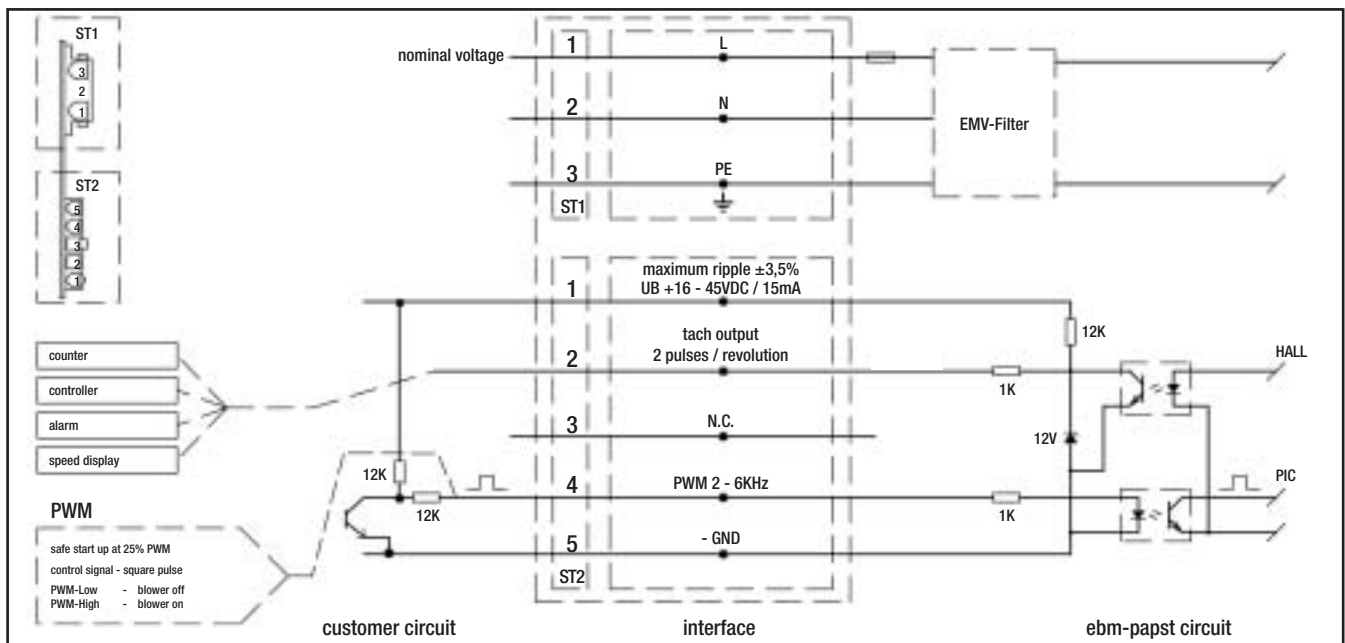 ST1
3
2
1
ST2
5
4
3
2
1
nominal voltage
1
L
2
N
3
PE
ST1
EMV-Filter
maximum ripple ±3,5%
1
UB +16 - 45VDC / 15mA
tach output
2
2 pulses / revolution
3
N.C.
4
PWM 2 - 6KHz
5
- GND
ST2
12K
HALL
1K
12V
PIC
1K
counter
controller
alarm
speed display
12K
12K
PWM
safe start up at 25% PWM
control signal - square pulse
PWM-Low - blower off
PWM-High - blower on
customer circuit
interface
ebm-papst circuit